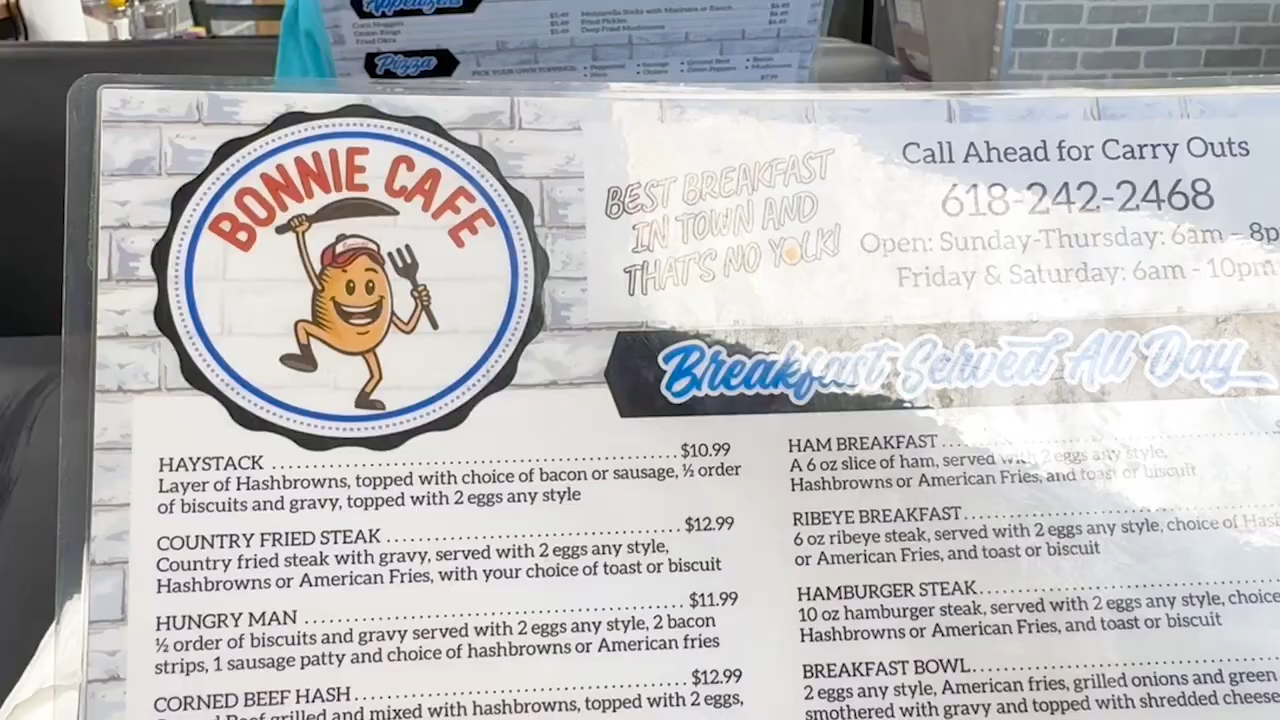 Appetizers
Corn Nuggets
Onion Rings
Fried Okra
Mozzarella Sticks with Marinara or Ranch
Fried Pickles
Deep Fried Mushrooms
Pizza
PICK YOUR OWN TOPPINGS:
BONNIE CAFE
BEST BREAKFAST
IN TOWN AND
THAT'S NO YOLK!
Call Ahead for Carry Outs
618-242-2468
Open: Sunday-Thursday: 6am - 8p
Friday & Saturday: 6am - 10pm
Breakfast Served All Day
HAYSTACK ........ $10.99
Layer of Hashbrowns, topped with choice of bacon or sausage, ½ order
of biscuits and gravy, topped with 2 eggs any style
COUNTRY FRIED STEAK ........ $12.99
Country fried steak with gravy, served with 2 eggs any style,
Hashbrowns or American Fries, with your choice of toast or biscuit
HUNGRY MAN ........ $11.99
½ order of biscuits and gravy served with 2 eggs any style, 2 bacon
strips, 1 sausage patty and choice of hashbrowns or American fries
CORNED BEEF HASH ........ $12.99
Beef grilled and mixed with hashbrowns, topped with 2 eggs,
HAM BREAKFAST ........
A 6 oz slice of ham, served with 2 eggs any style,
Hashbrowns or American Fries, and toast or biscuit
RIBEYE BREAKFAST ........
6 oz ribeye steak, served with 2 eggs any style, choice of Hash
or American Fries, and toast or biscuit
HAMBURGER STEAK ........
10 oz hamburger steak, served with 2 eggs any style, choice
Hashbrowns or American Fries, and toast or biscuit
BREAKFAST BOWL ........
2 eggs any style, American fries, grilled onions and green
smothered with gravy and topped with shredded cheese